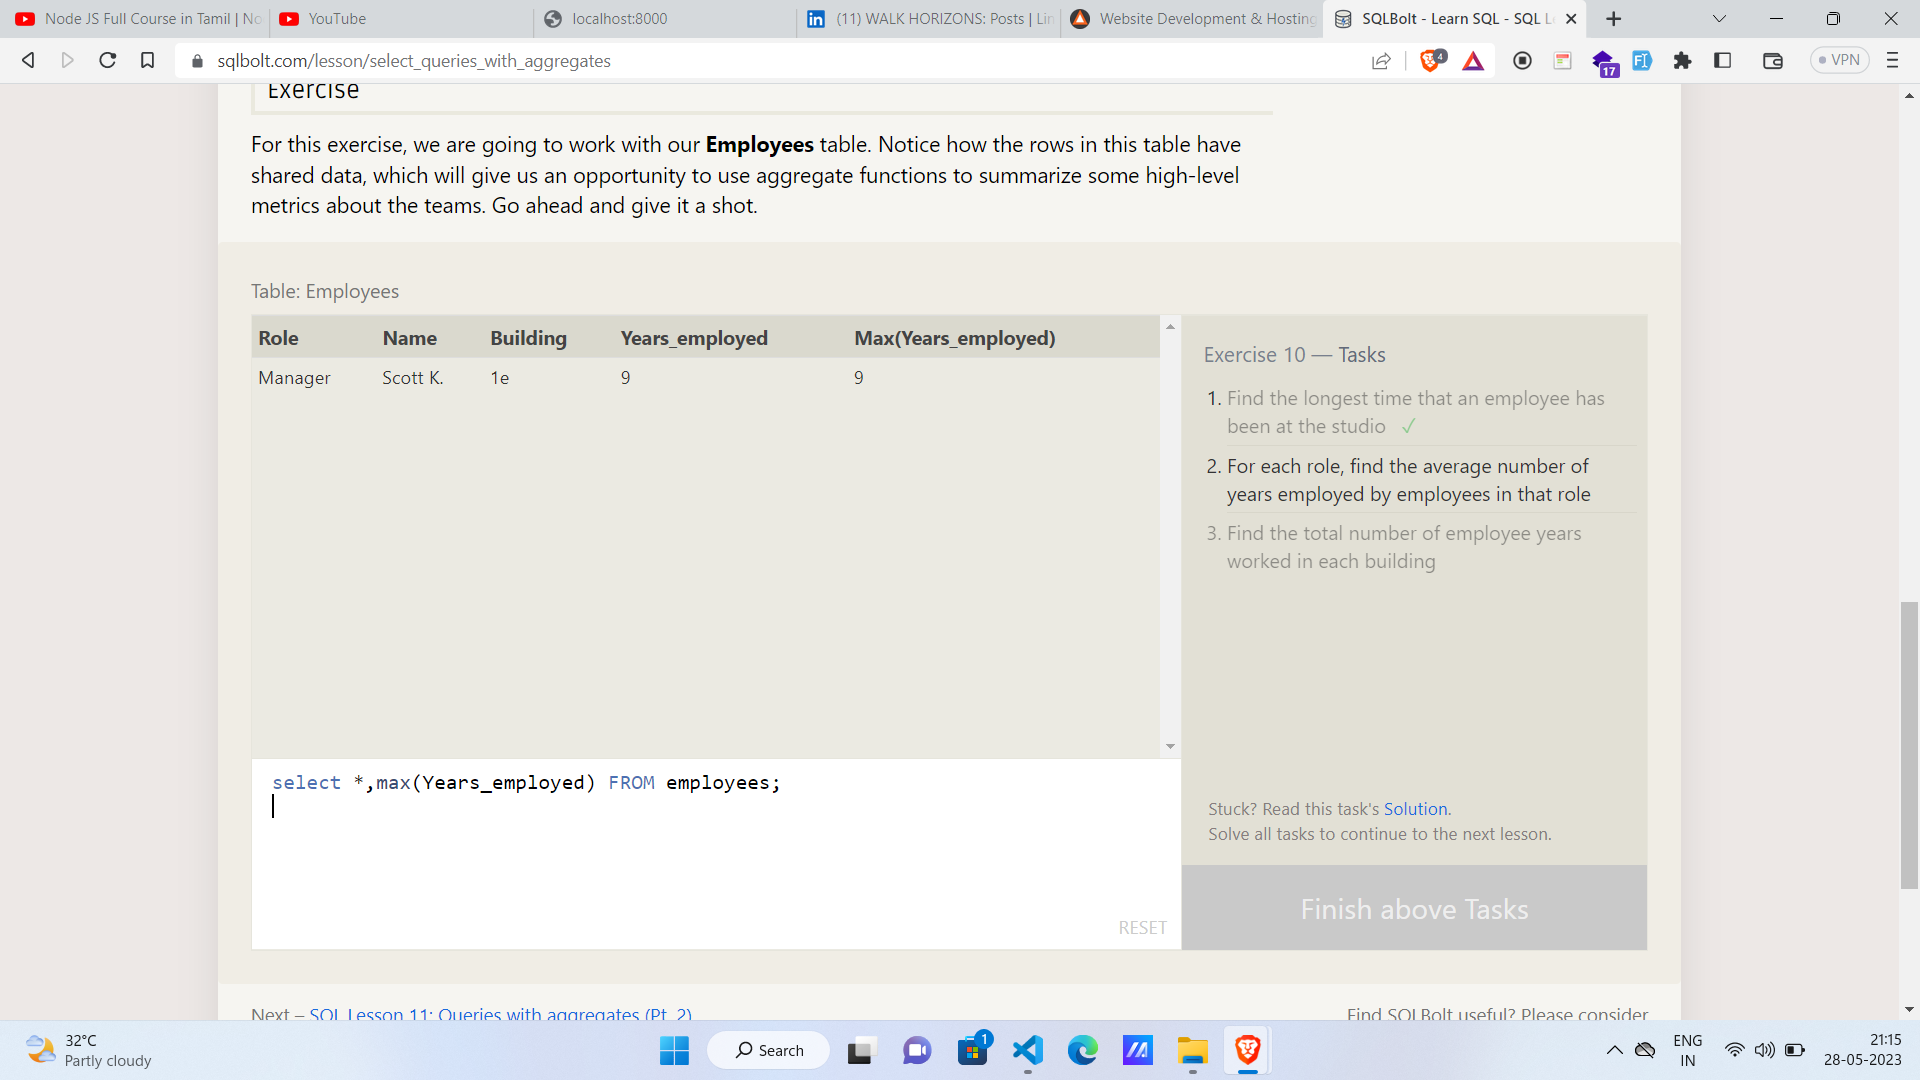 Node JS Full Course in Tamil | No
YouTube
localhost:8000
(11) WALK HORIZONS: Posts | Lin
Website Development & Hosting
SQLBolt - Learn SQL - SQL L
sqlbolt.com/lesson/select_queries_with_aggregates
4
17
VPN
Exercise
For this exercise, we are going to work with our Employees table. Notice how the rows in this table have
shared data, which will give us an opportunity to use aggregate functions to summarize some high-level
metrics about the teams. Go ahead and give it a shot.
Table: Employees
Role Name Building Years_employed Max(Years_employed)
Manager Scott K. 1e 9 9
Exercise 10 — Tasks
1. Find the longest time that an employee has
been at the studio ✓
2. For each role, find the average number of
years employed by employees in that role
3. Find the total number of employee years
worked in each building
select *,max(Years_employed) FROM employees;
RESET
Stuck? Read this task's Solution.
Solve all tasks to continue to the next lesson.
Finish above Tasks
Next – SQL Lesson 11: Queries with aggregates (Pt. 2)
Find SQLBolt useful? Please consider
32°C
Partly cloudy
Search
1
ENG
IN
21:15
28-05-2023